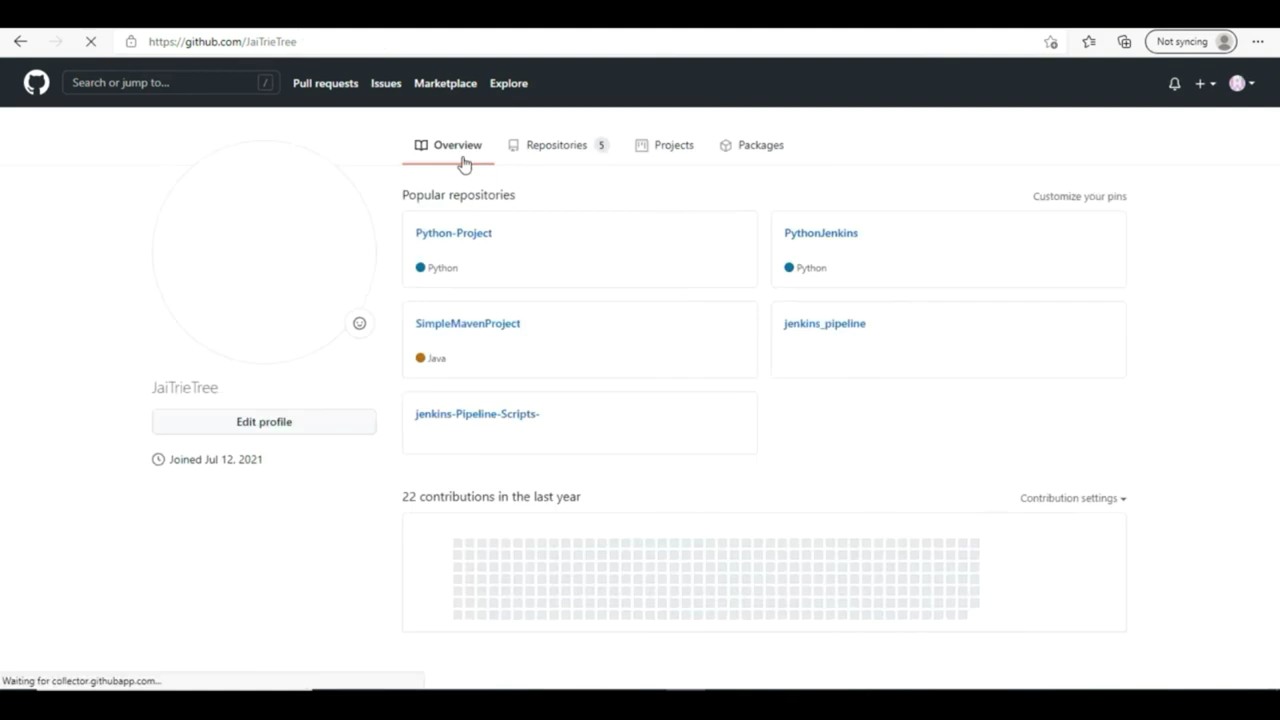 https://github.com/JaiTrieTree
Not syncing
Search or jump to... /
Pull requests Issues Marketplace Explore
Overview Repositories 5 Projects Packages
Popular repositories
Customize your pins
Python-Project
Python
PythonJenkins
Python
SimpleMavenProject
Java
jenkins_pipeline
jenkins-Pipeline-Scripts-
JaiTrieTree
Edit profile
Joined Jul 12, 2021
22 contributions in the last year
Contribution settings
Waiting for collector.githubapp.com...